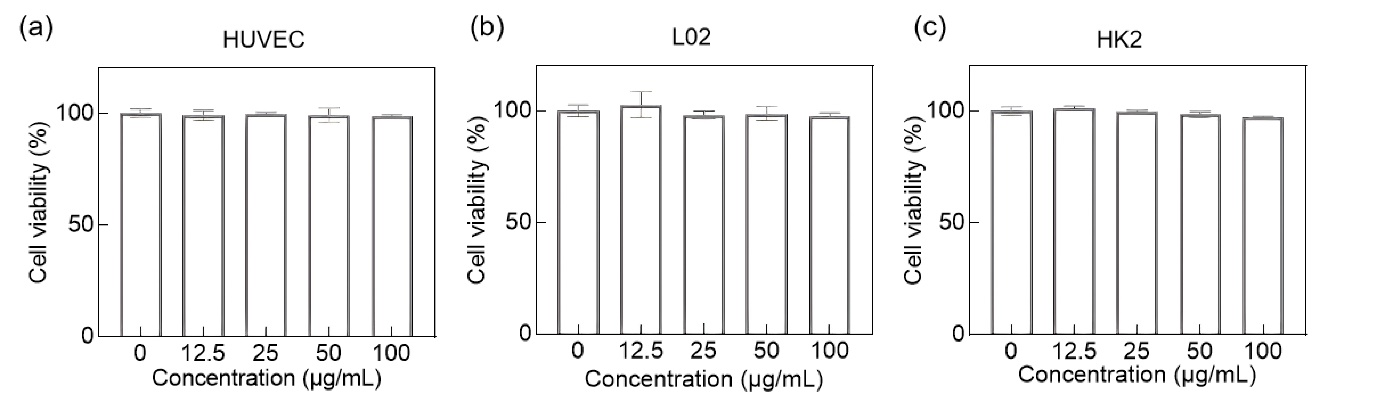 (a)
HUVEC
Cell viability (%)
100
50
0
0 12.5 25 50 100
Concentration (μg/mL)
(b)
L02
Cell viability (%)
100
50
0
0 12.5 25 50 100
Concentration (μg/mL)
(c)
HK2
Cell viability (%)
100
50
0
0 12.5 25 50 100
Concentration (μg/mL)